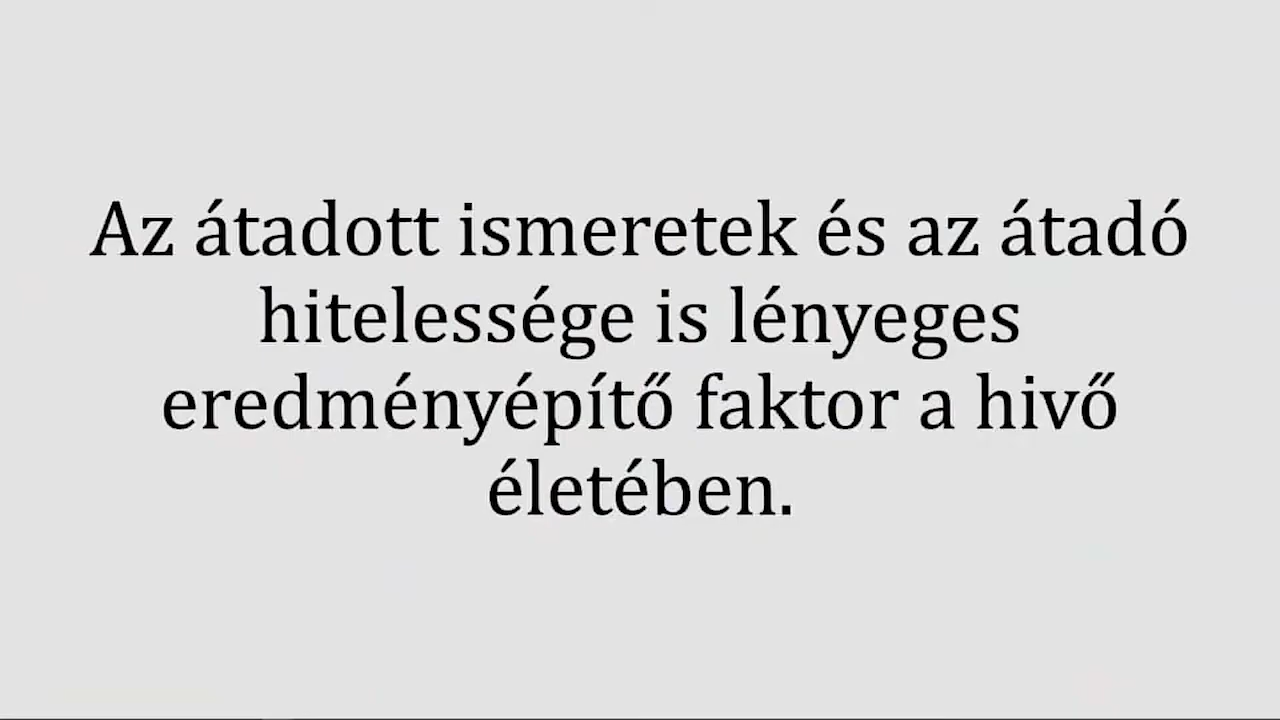 Az átadott ismeretek és az átadó
hitelessége is lényeges
eredményépítő faktor a hivő
életében.